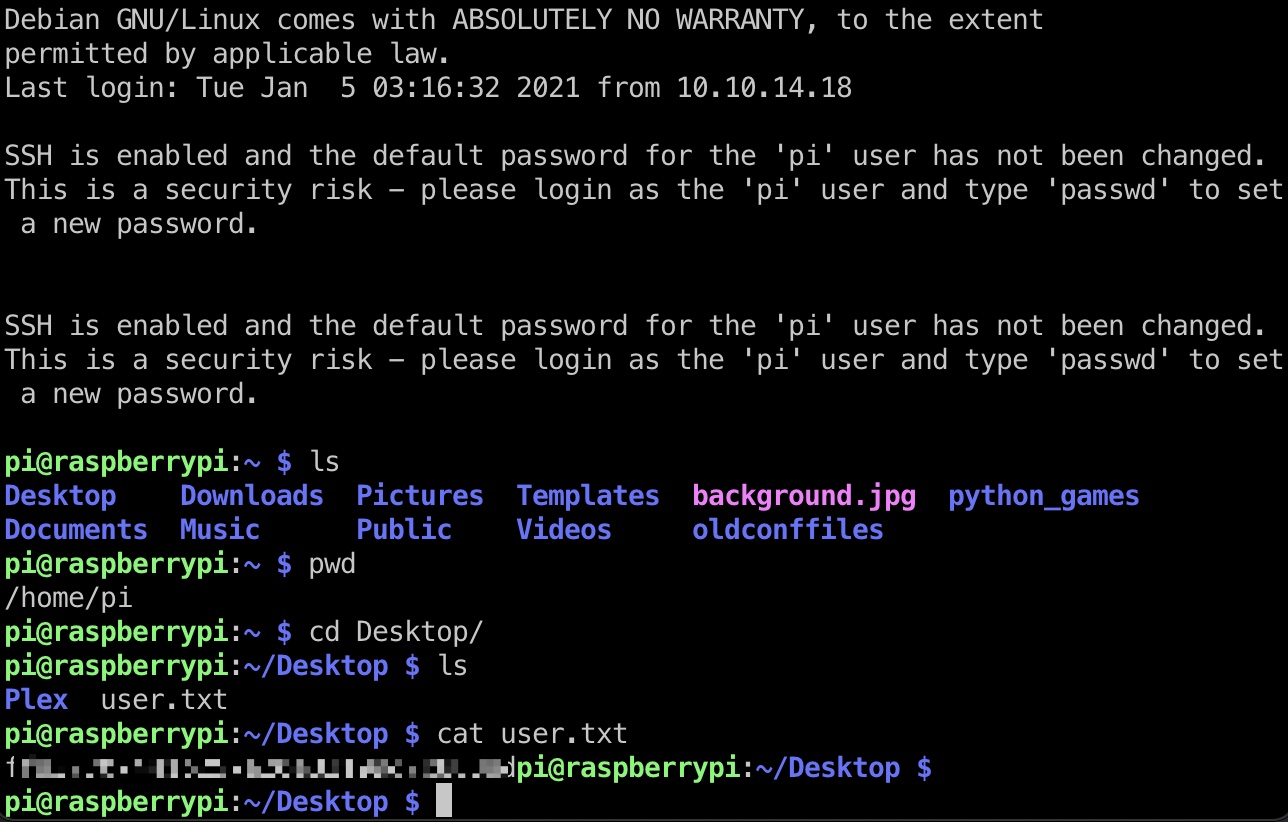 Debian GNU/Linux comes with ABSOLUTELY NO WARRANTY, to the extent
permitted by applicable law.
Last login: Tue Jan  5 03:16:32 2021 from 10.10.14.18
SSH is enabled and the default password for the 'pi' user has not been changed.
This is a security risk - please login as the 'pi' user and type 'passwd' to set
 a new password.
SSH is enabled and the default password for the 'pi' user has not been changed.
This is a security risk - please login as the 'pi' user and type 'passwd' to set
 a new password.
pi@raspberrypi:~ $ ls
Desktop    Downloads  Pictures  Templates  background.jpg  python_games
Documents  Music      Public    Videos     oldconffiles
pi@raspberrypi:~ $ pwd
/home/pi
pi@raspberrypi:~ $ cd Desktop/
pi@raspberrypi:~/Desktop $ ls
Plex  user.txt
pi@raspberrypi:~/Desktop $ cat user.txt
pi@raspberrypi:~/Desktop $
pi@raspberrypi:~/Desktop $